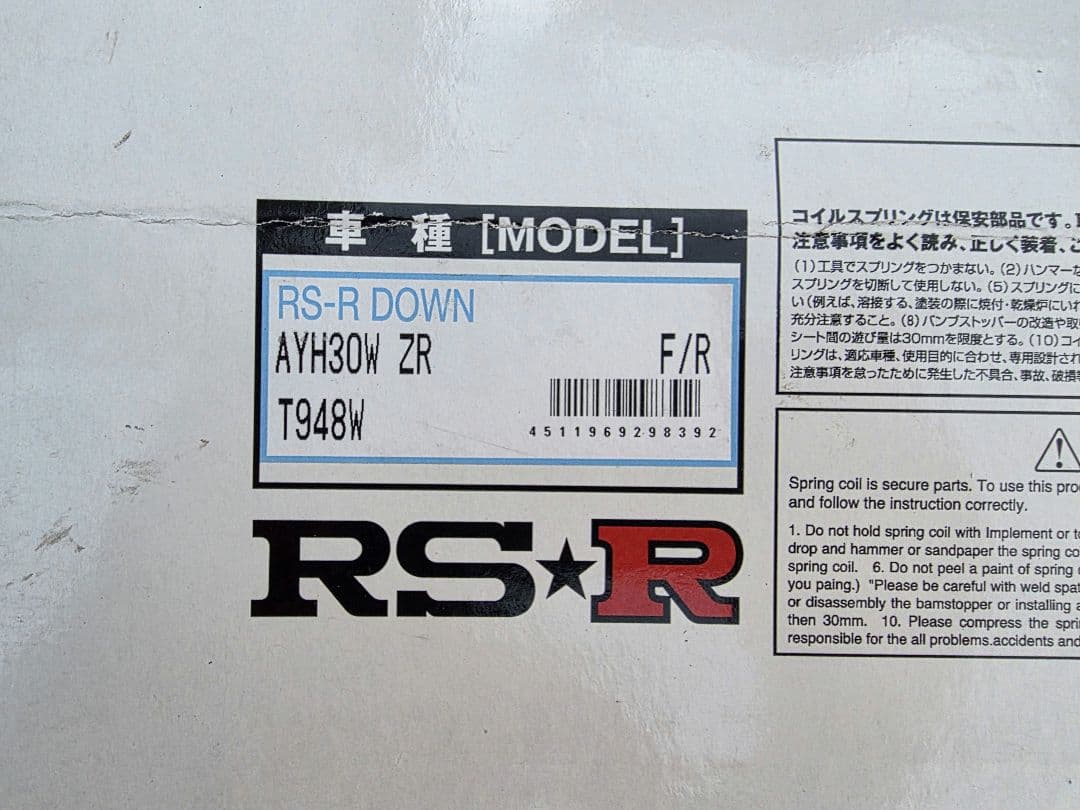 車 種 [MODEL]
RS-R DOWN
AYH30W ZR F/R
T948W
4511969298392
RS★R
コイルスプリングは保安部品です。
注意事項をよく読み、正しく装着、ご
(1)工具でスプリングをつかまない。(2)ハンマーな
スプリングを切断して使用しない。(5)スプリングに
い(例えば、溶接する、塗装の際に焼付・乾燥炉にいれ
充分注意すること。(8)バンプストッパーの改造や取
シート間の遊び量は30mmを限度とする。(10)コイ
リングは、適応車種、使用目的に合わせ、専用設計され
注意事項を怠ったために発生した不具合、事故、破損
Spring coil is secure parts. To use this pro
and follow the instruction correctly.
1. Do not hold spring coil with Implement or t
drop and hammer or sandpaper the spring co
spring coil. 6. Do not peel a paint of spring
you paing.) "Please be careful with weld spat
or disassembly the bamstopper or installing a
then 30mm. 10. Please compress the spri
responsible for the all problems.accidents and